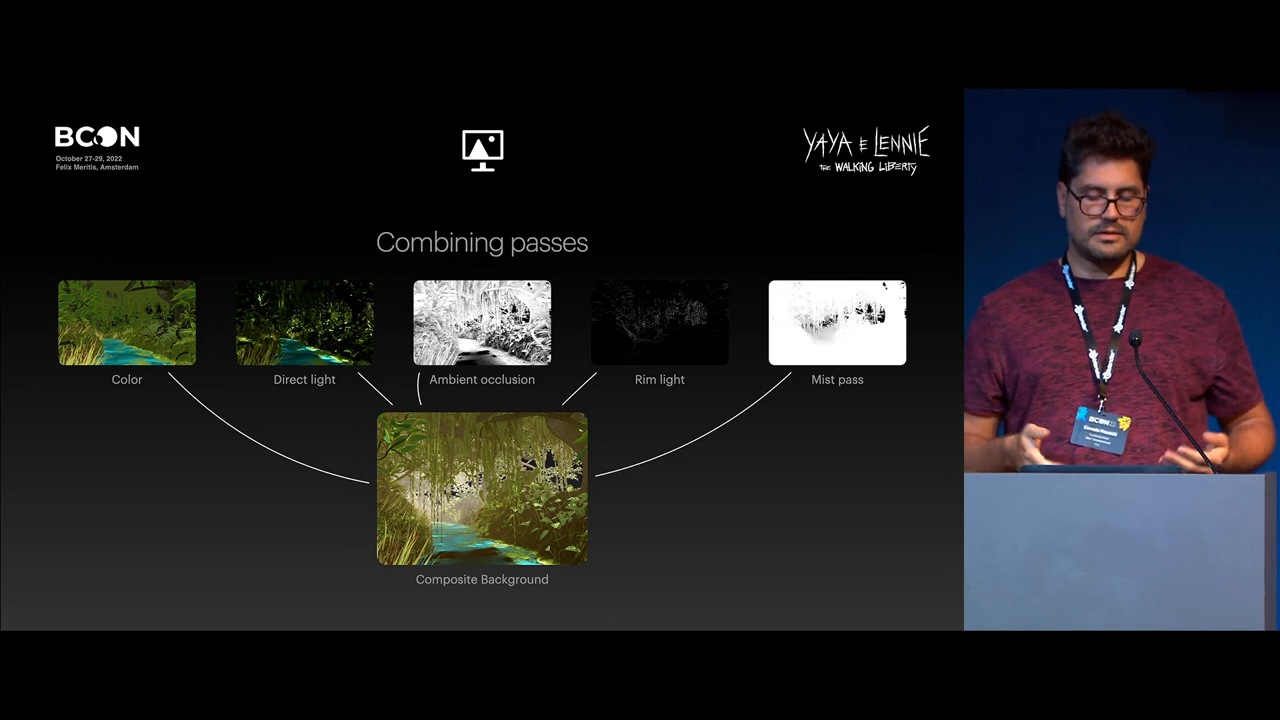 BCON
October 27-29, 2022
Felix Meritis, Amsterdam
YAYA E LENNIE
THE WALKING LIBERTY
Combining passes
Color
Direct light
Ambient occlusion
Rim light
Mist pass
Composite Background
BCON22